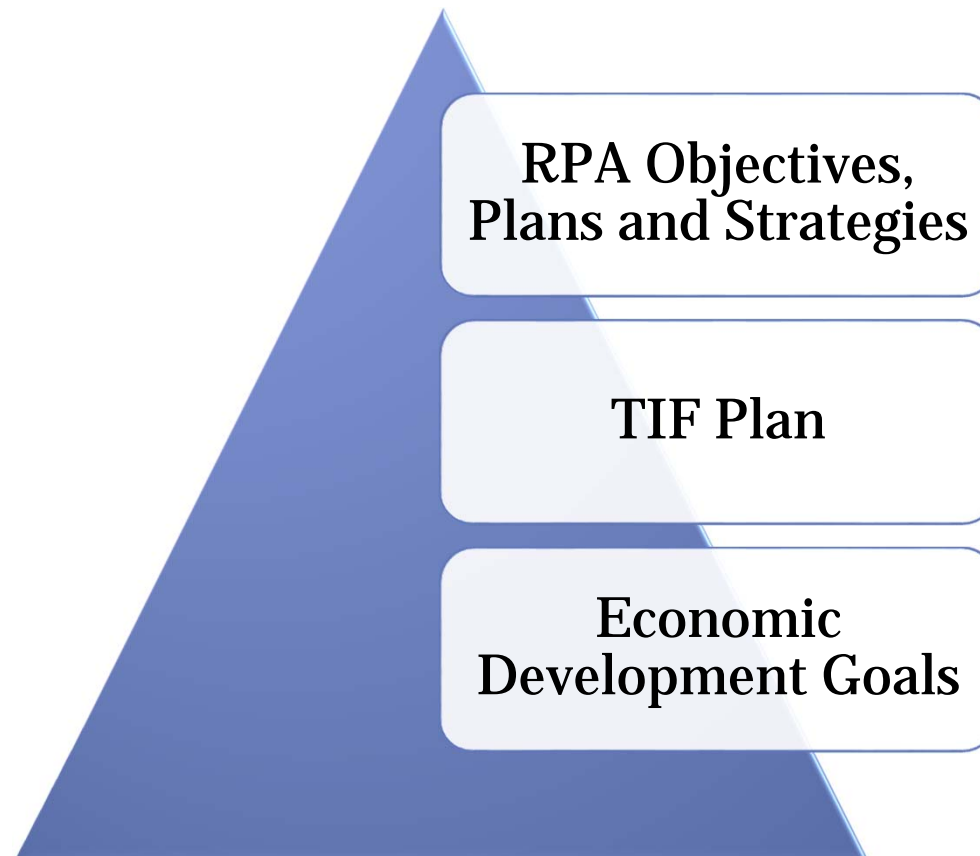 RPA Objectives,
Plans and Strategies
TIF Plan
Economic
Development Goals